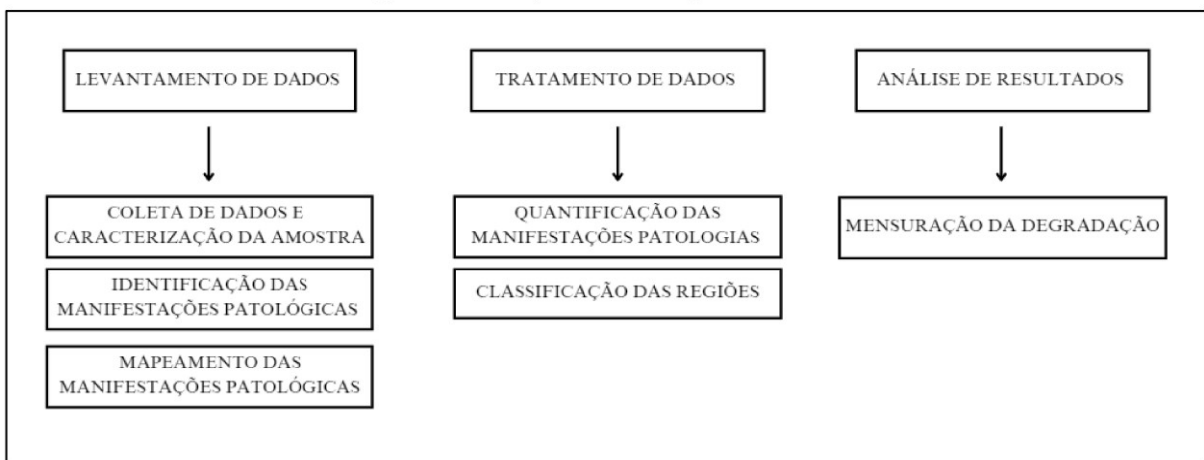 LEVANTAMENTO DE DADOS
COLETA DE DADOS E
CARACTERIZAÇÃO DA AMOSTRA
IDENTIFICAÇÃO DAS
MANIFESTAÇÕES PATOLÓGICAS
MAPEAMENTO DAS
MANIFESTAÇÕES PATOLÓGICAS
TRATAMENTO DE DADOS
QUANTIFICAÇÃO DAS
MANIFESTAÇÕES PATOLOGIAS
CLASSIFICAÇÃO DAS REGIÕES
ANÁLISE DE RESULTADOS
MENSURAÇÃO DA DEGRADAÇÃO